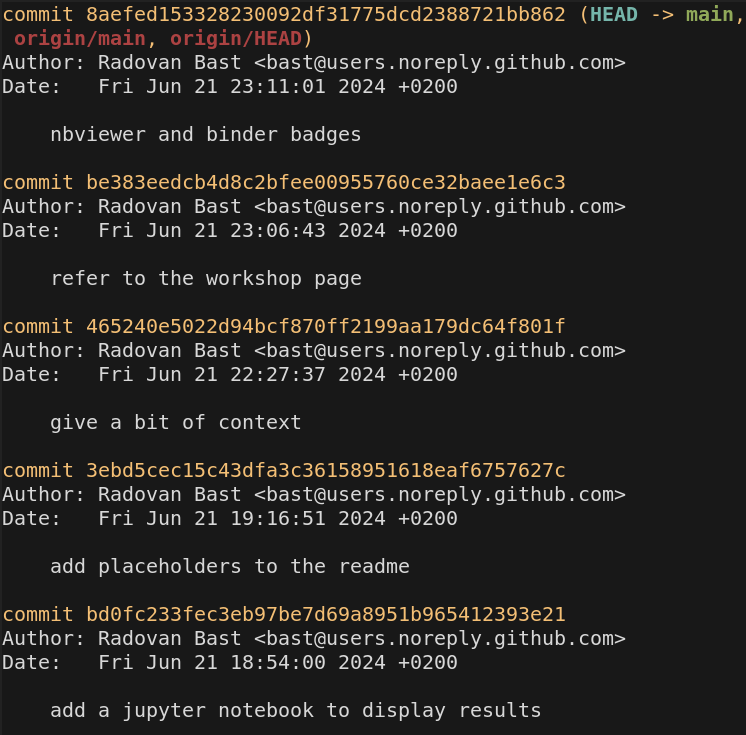 commit 8aefed153328230092df31775dcd2388721bb862 (HEAD -> main,
origin/main, origin/HEAD)
Author: Radovan Bast <bast@users.noreply.github.com>
Date:   Fri Jun 21 23:11:01 2024 +0200
nbviewer and binder badges
commit be383eedcb4d8c2bfee00955760ce32baee1e6c3
Author: Radovan Bast <bast@users.noreply.github.com>
Date:   Fri Jun 21 23:06:43 2024 +0200
refer to the workshop page
commit 465240e5022d94bcf870ff2199aa179dc64f801f
Author: Radovan Bast <bast@users.noreply.github.com>
Date:   Fri Jun 21 22:27:37 2024 +0200
give a bit of context
commit 3ebd5cec15c43dfa3c36158951618eaf6757627c
Author: Radovan Bast <bast@users.noreply.github.com>
Date:   Fri Jun 21 19:16:51 2024 +0200
add placeholders to the readme
commit bd0fc233fec3eb97be7d69a8951b965412393e21
Author: Radovan Bast <bast@users.noreply.github.com>
Date:   Fri Jun 21 18:54:00 2024 +0200
add a jupyter notebook to display results